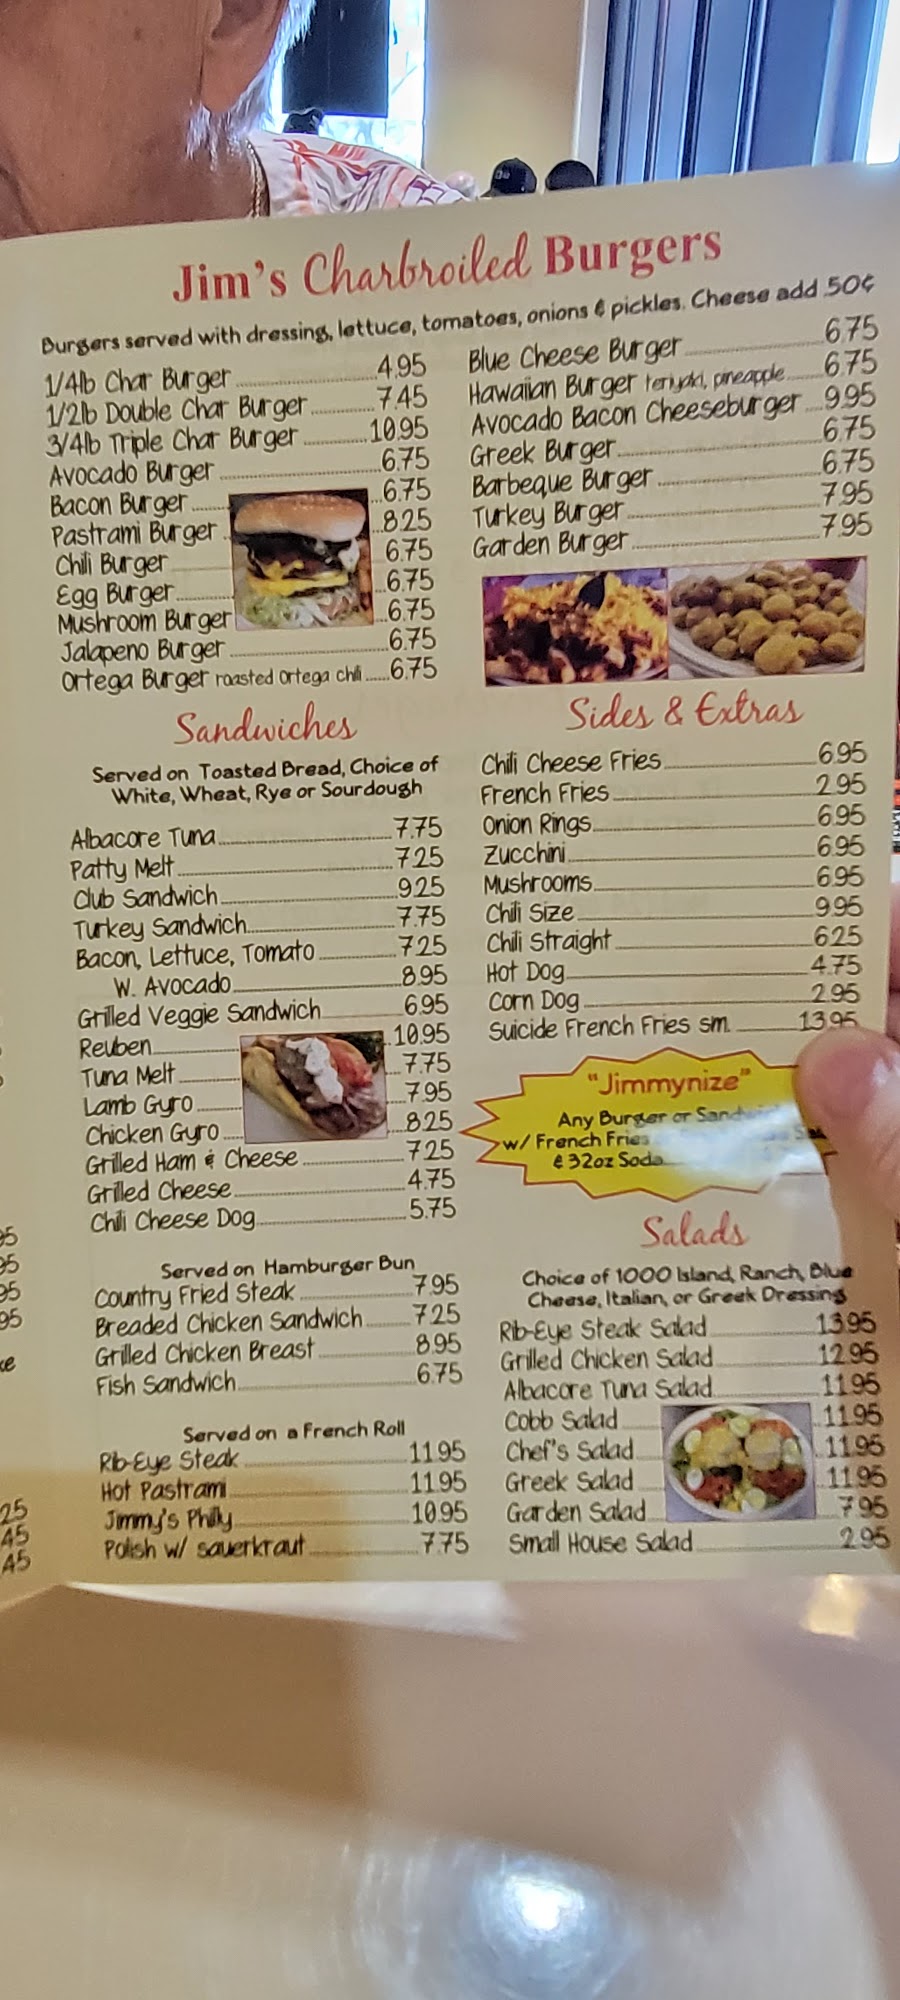 Jim's Charbroiled Burgers
Burgers served with dressing, lettuce, tomatoes, onions & pickles. Cheese add .50¢
1/4lb Char Burger 4.95
1/2lb Double Char Burger 7.45
3/4lb Triple Char Burger 10.95
Avocado Burger 6.75
Bacon Burger 6.75
Pastrami Burger 8.25
Chili Burger 6.75
Egg Burger 6.75
Mushroom Burger 6.75
Jalapeno Burger 6.75
Ortega Burger roasted Ortega chili 6.75
Blue Cheese Burger 6.75
Hawaiian Burger teriyaki, pineapple 6.75
Avocado Bacon Cheeseburger 9.95
Greek Burger 6.75
Barbeque Burger 6.75
Turkey Burger 7.95
Garden Burger 7.95
Sandwiches
Served on Toasted Bread, Choice of
White, Wheat, Rye or Sourdough
Albacore Tuna 7.75
Patty Melt 7.25
Club Sandwich 9.25
Turkey Sandwich 7.75
Bacon, Lettuce, Tomato 7.25
W. Avocado 8.95
Grilled Veggie Sandwich 6.95
Reuben 10.95
Tuna Melt 7.75
Lamb Gyro 7.95
Chicken Gyro 8.25
Grilled Ham & Cheese 7.25
Grilled Cheese 4.75
Chili Cheese Dog 5.75
Served on Hamburger Bun
Country Fried Steak 7.95
Breaded Chicken Sandwich 7.25
Grilled Chicken Breast 8.95
Fish Sandwich 6.75
Served on a French Roll
Rib-Eye Steak 11.95
Hot Pastrami 11.95
Jimmy's Philly 10.95
Polish w/ sauerkraut 7.75
Sides & Extras
Chili Cheese Fries 6.95
French Fries 2.95
Onion Rings 6.95
Zucchini 6.95
Mushrooms 6.95
Chili Size 9.95
Chili Straight 6.25
Hot Dog 4.75
Corn Dog 2.95
Suicide French Fries sm. 13.95
"Jimmynize"
Any Burger or
w/ French Fries
& 32oz Soda
Salads
Choice of 1000 Island, Ranch, Blue
Cheese, Italian, or Greek Dressing
Rib-Eye Steak Salad 13.95
Grilled Chicken Salad 12.95
Albacore Tuna Salad 11.95
Cobb Salad 11.95
Chef's Salad 11.95
Greek Salad 11.95
Garden Salad 7.95
Small House Salad 2.95